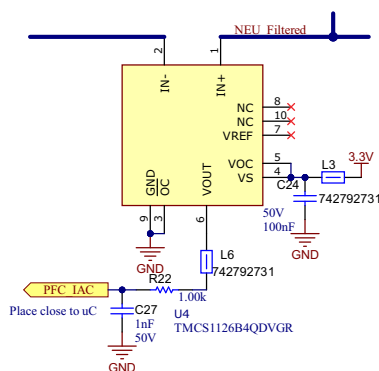 NEU_Filtered
2
1
IN-
IN+
NC
8
NC
10
VREF
7
VOC
5
VS
4
L3
3.3V
C24
742792731
50V
100nF
GND
GND
OC
VOUT
9
3
6
GND
L6
742792731
R22
1.00k
PFC_IAC
Place close to uC
C27
1nF
50V
U4
TMCS1126B4QDVGR
GND